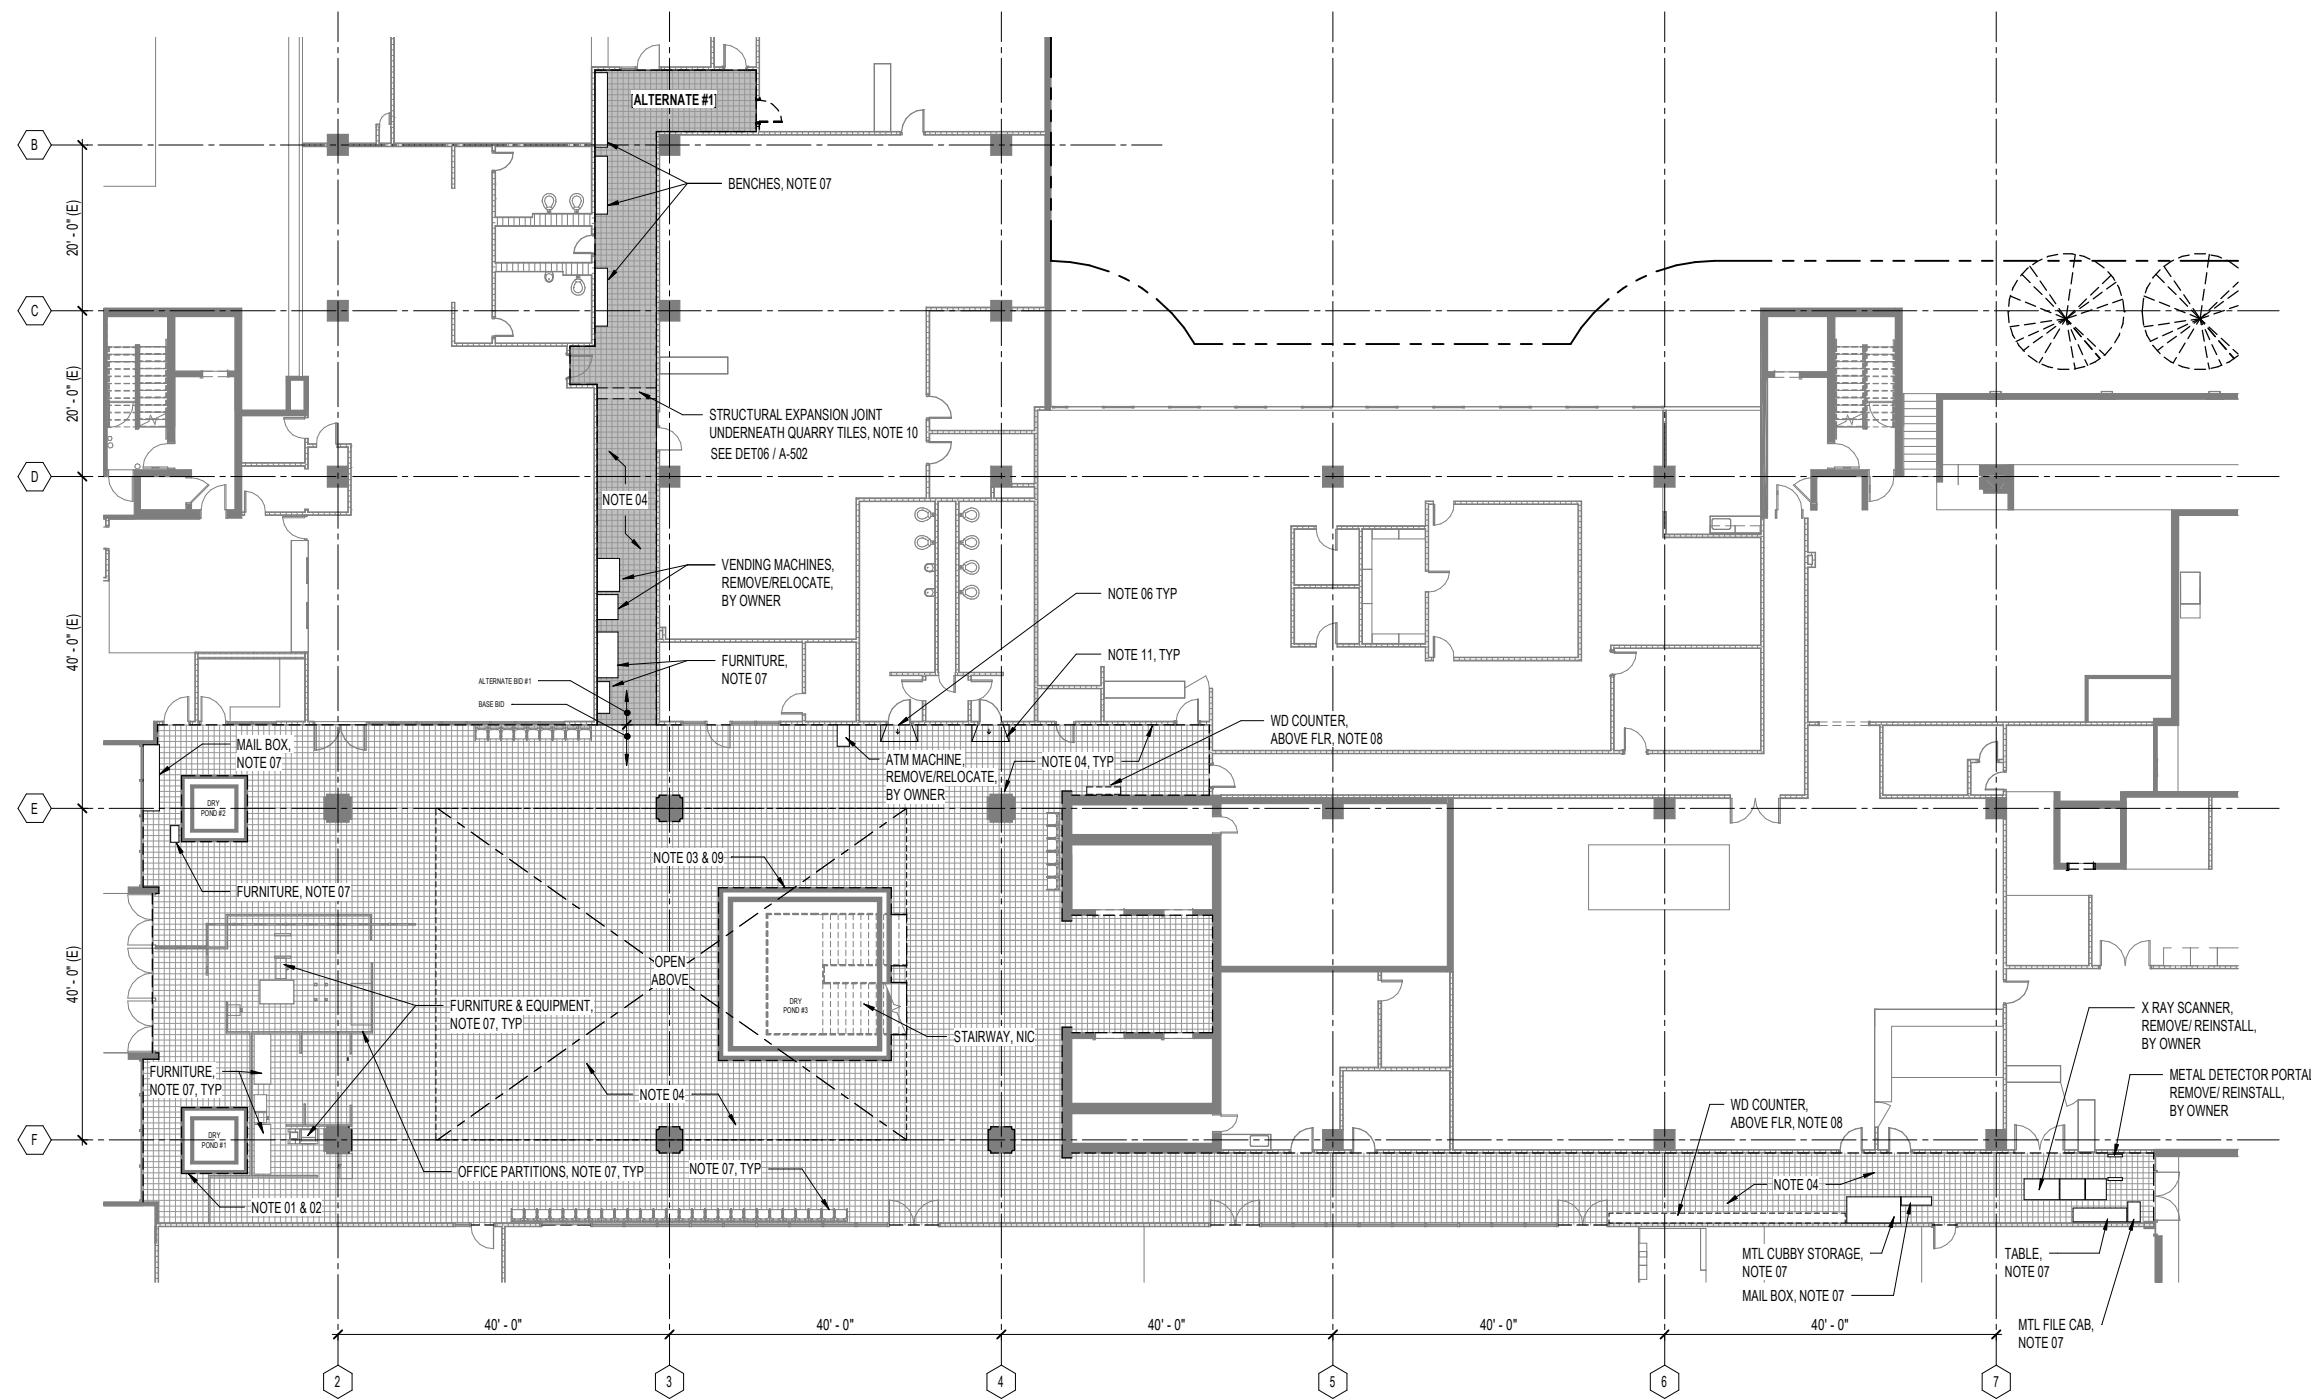 [ALTERNATE #1]
B
BENCHES, NOTE 07
20' - 0" (E)
C
20' - 0" (E)
STRUCTURAL EXPANSION JOINT
UNDERNEATH QUARRY TILES, NOTE 10
SEE DET06 / A-502
D
NOTE 04
VENDING MACHINES,
REMOVE/RELOCATE,
BY OWNER
NOTE 06 TYP
40' - 0" (E)
FURNITURE,
NOTE 07
NOTE 11, TYP
ALTERNATE BID #1
BASE BID
WD COUNTER,
ABOVE FLR, NOTE 08
MAIL BOX,
NOTE 07
ATM MACHINE,
REMOVE/RELOCATE,
BY OWNER
NOTE 04, TYP
DRY
POND #2
E
NOTE 03 & 09
FURNITURE, NOTE 07
OPEN
ABOVE
40' - 0" (E)
DRY
POND #3
FURNITURE & EQUIPMENT,
NOTE 07, TYP
STAIRWAY, NIC
X RAY SCANNER,
REMOVE/ REINSTALL,
BY OWNER
FURNITURE,
NOTE 07, TYP
METAL DETECTOR PORTAL
REMOVE/ REINSTALL,
BY OWNER
NOTE 04
WD COUNTER,
ABOVE FLR, NOTE 08
F
DRY
POND #1
OFFICE PARTITIONS, NOTE 07, TYP
NOTE 07, TYP
NOTE 04
NOTE 01 & 02
MTL CUBBY STORAGE,
NOTE 07
TABLE,
NOTE 07
MAIL BOX, NOTE 07
MTL FILE CAB,
NOTE 07
40' - 0"
40' - 0"
40' - 0"
40' - 0"
40' - 0"
2
3
4
5
6
7